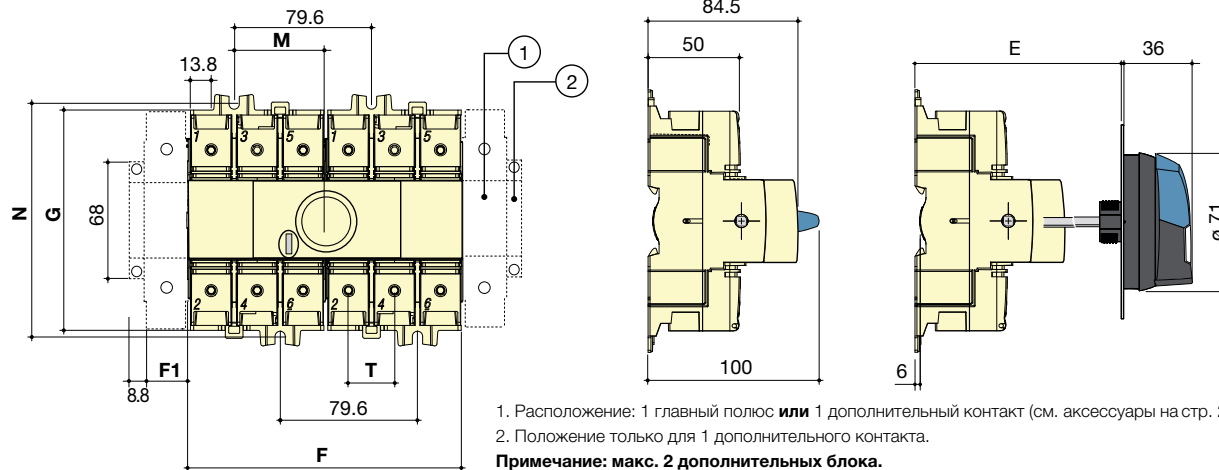 79.6
M
13.8
1
2
1 3 5 1 3 5
N
G
68
2 4 6 2 4 6
F1
8.8
T
79.6
F
84.5
50
100
E
36
ø 71
6
1. Расположение: 1 главный полюс или 1 дополнительный контакт (см. аксессуары на стр.
2. Положение только для 1 дополнительного контакта.
Примечание: макс. 2 дополнительных блока.